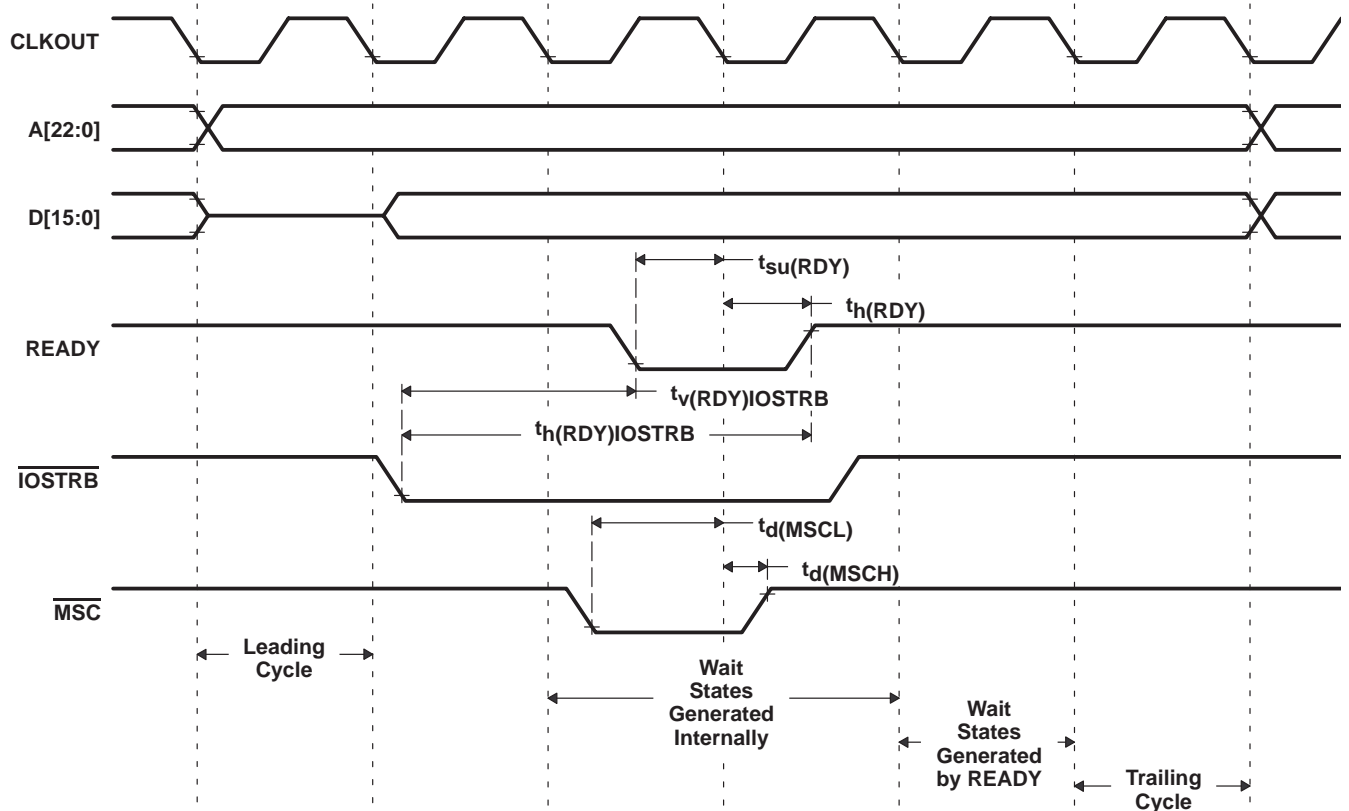 CLKOUT
A[22:0]
D[15:0]
tsu(RDY)
th(RDY)
READY
tv(RDY)IOSTRB
th(RDY)IOSTRB
IOSTRB
td(MSCL)
td(MSCH)
MSC
Leading
Cycle
Wait
States
Generated
Internally
Wait
States
Generated
by READY
Trailing
Cycle